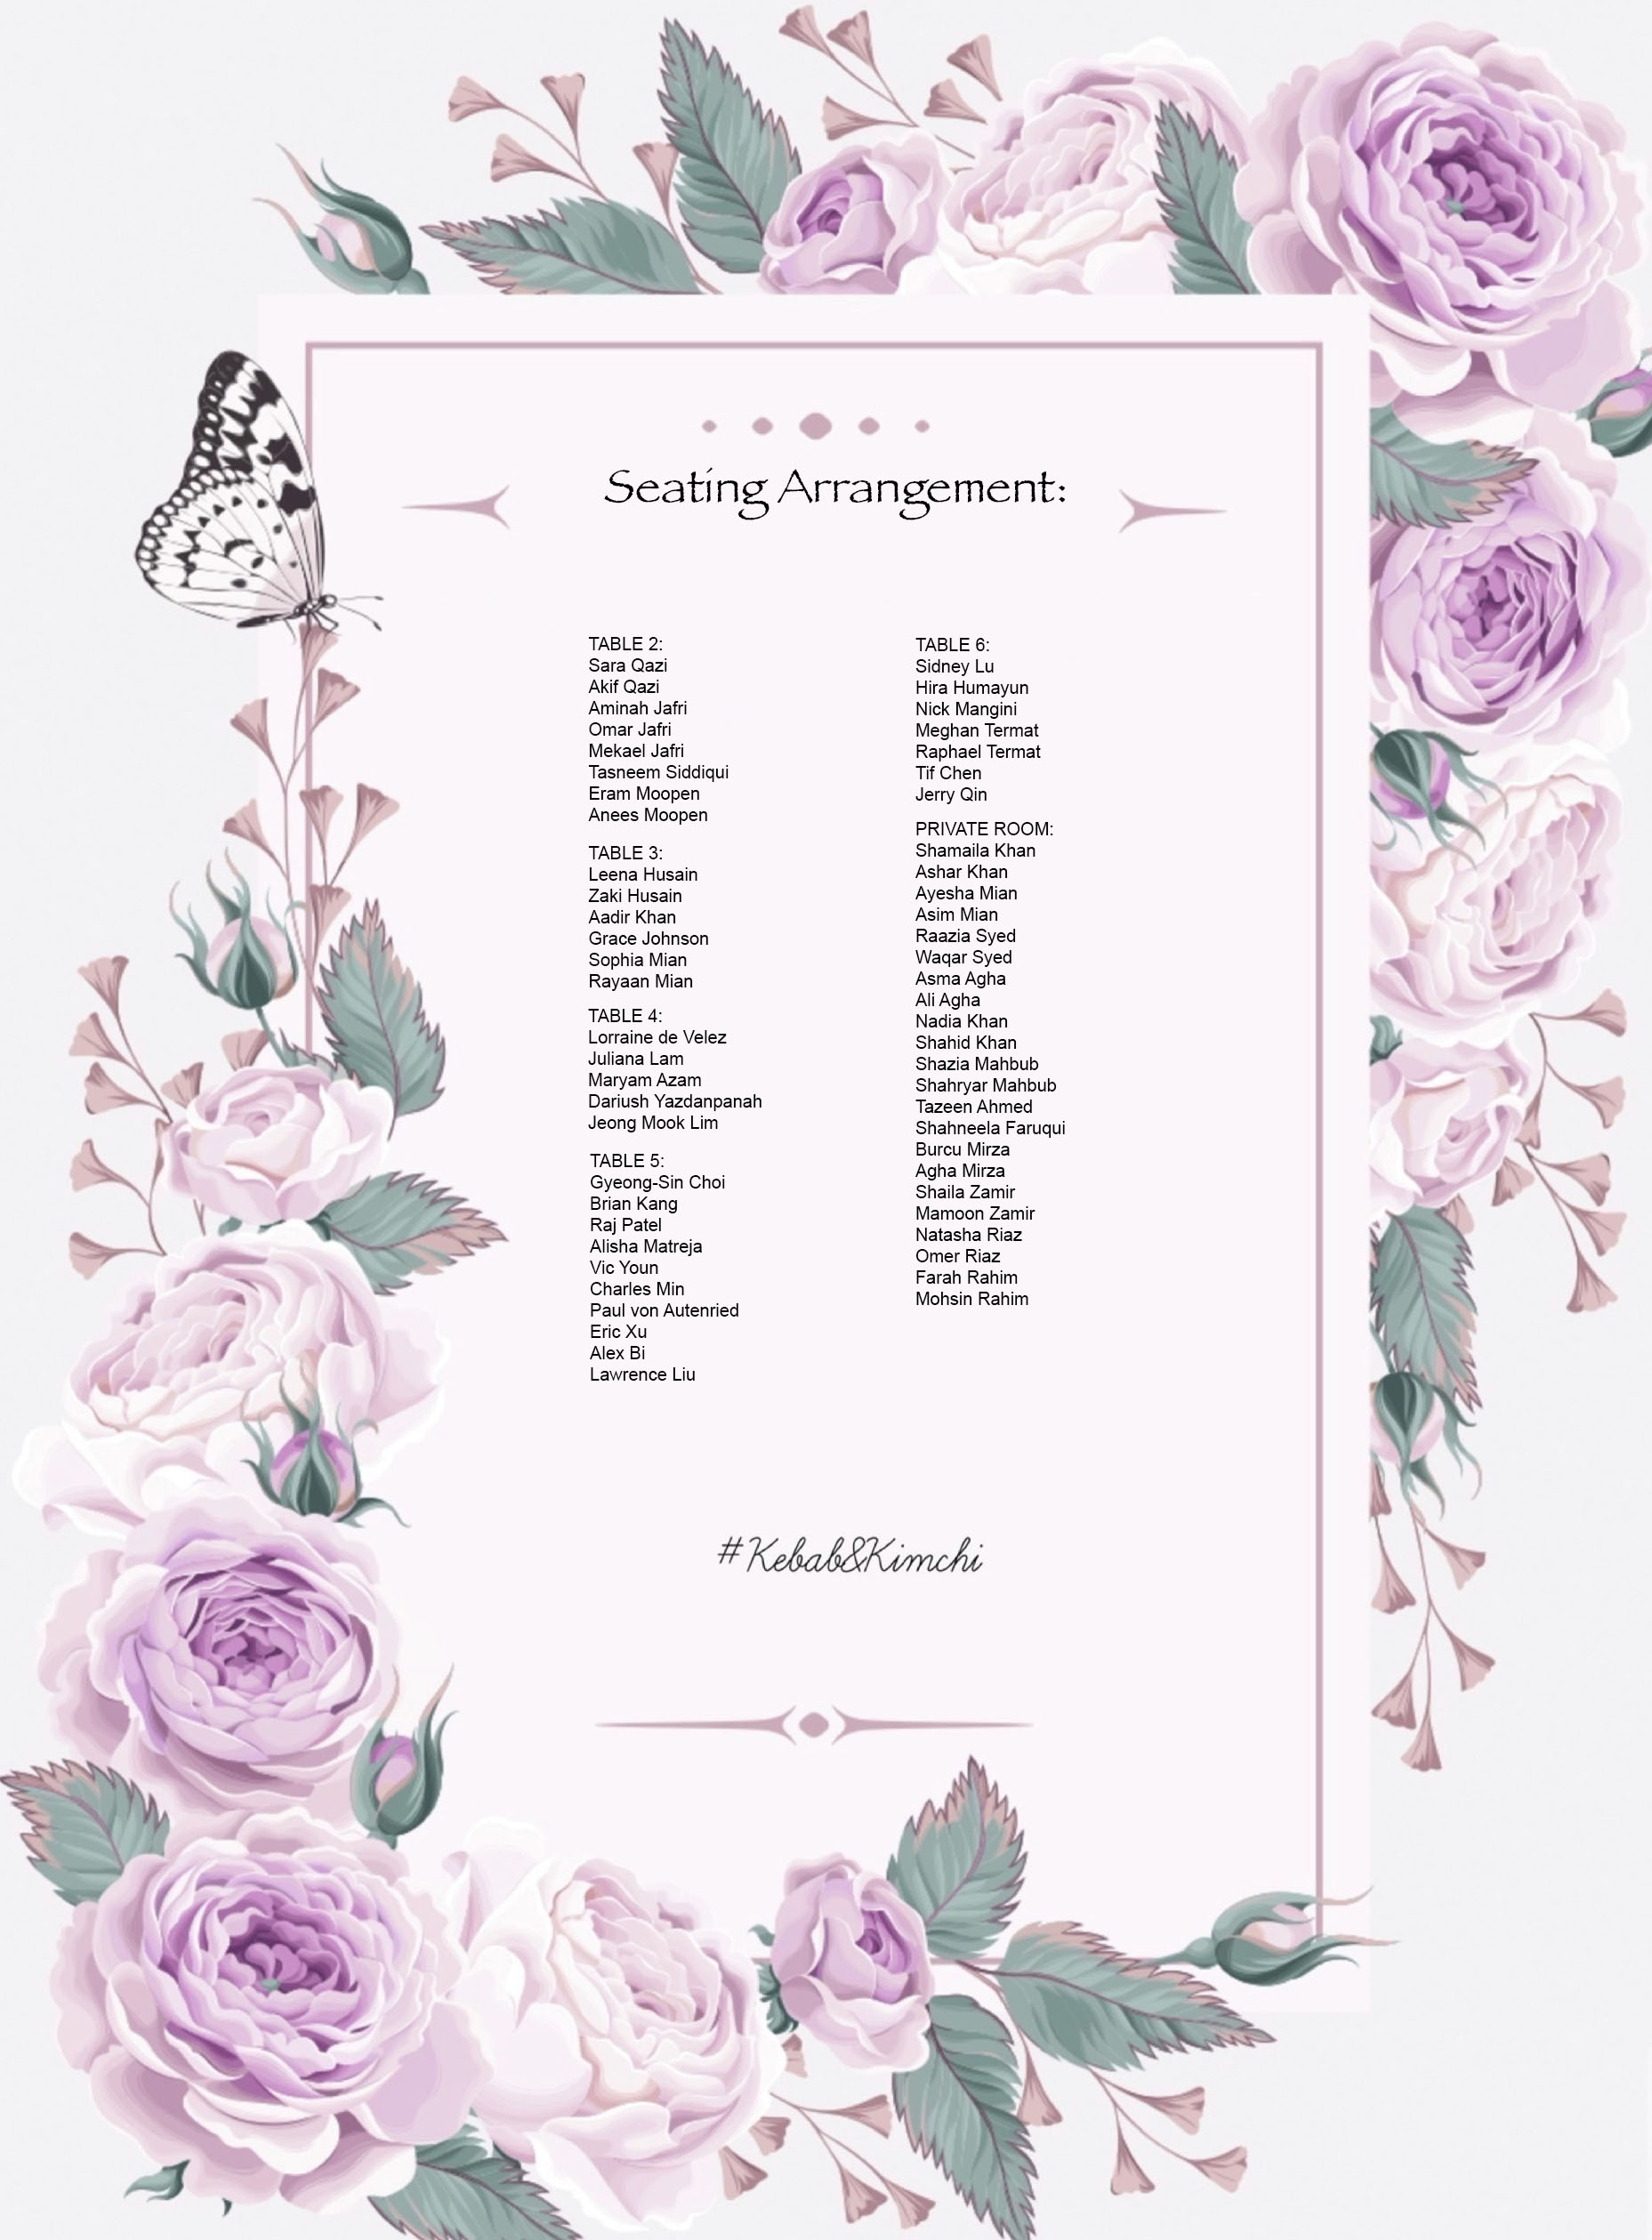 Seating Arrangement:
TABLE 2:
Sara Qazi
Akif Qazi
Aminah Jafri
Omar Jafri
Mekael Jafri
Tasneem Siddiqui
Eram Moopen
Anees Moopen
TABLE 3:
Leena Husain
Zaki Husain
Aadir Khan
Grace Johnson
Sophia Mian
Rayaan Mian
TABLE 4:
Lorraine de Velez
Juliana Lam
Maryam Azam
Dariush Yazdanpanah
Jeong Mook Lim
TABLE 5:
Gyeong-Sin Choi
Brian Kang
Raj Patel
Alisha Matreja
Vic Youn
Charles Min
Paul von Autenried
Eric Xu
Alex Bi
Lawrence Liu
TABLE 6:
Sidney Lu
Hira Humayun
Nick Mangini
Meghan Termat
Raphael Termat
Tif Chen
Jerry Qin
PRIVATE ROOM:
Shamaila Khan
Ashar Khan
Ayesha Mian
Asim Mian
Raazia Syed
Waqar Syed
Asma Agha
Ali Agha
Nadia Khan
Shahid Khan
Shazia Mahbub
Shahryar Mahbub
Tazeen Ahmed
Shahneela Faruqui
Burcu Mirza
Agha Mirza
Shaila Zamir
Mamoon Zamir
Natasha Riaz
Omer Riaz
Farah Rahim
Mohsin Rahim
#Kebab&Kimchi